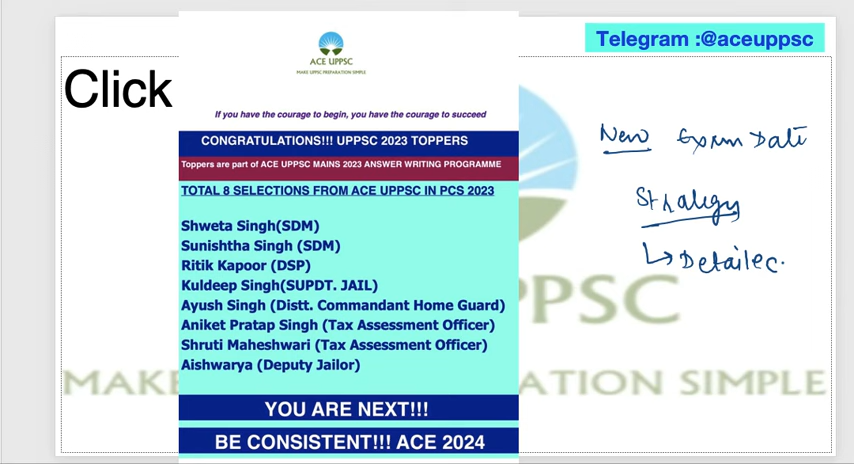 Telegram :@aceuppsc
Click
ACE UPPSC
MAKE UPPSC PREPARATION SIMPLE
If you have the courage to begin, you have the courage to succeed
CONGRATULATIONS!!! UPPSC 2023 TOPPERS
Toppers are part of ACE UPPSC MAINS 2023 ANSWER WRITING PROGRAMME
TOTAL 8 SELECTIONS FROM ACE UPPSC IN PCS 2023
Shweta Singh(SDM)
Sunishtha Singh (SDM)
Ritik Kapoor (DSP)
Kuldeep Singh(SUPDT. JAIL)
Ayush Singh (Distt. Commandant Home Guard)
Aniket Pratap Singh (Tax Assessment Officer)
Shruti Maheshwari (Tax Assessment Officer)
Aishwarya (Deputy Jailor)
YOU ARE NEXT!!!
BE CONSISTENT!!! ACE 2024
New Exam Date
Strategy
Detailed
PPSC
MAKE ATION SIMPLE